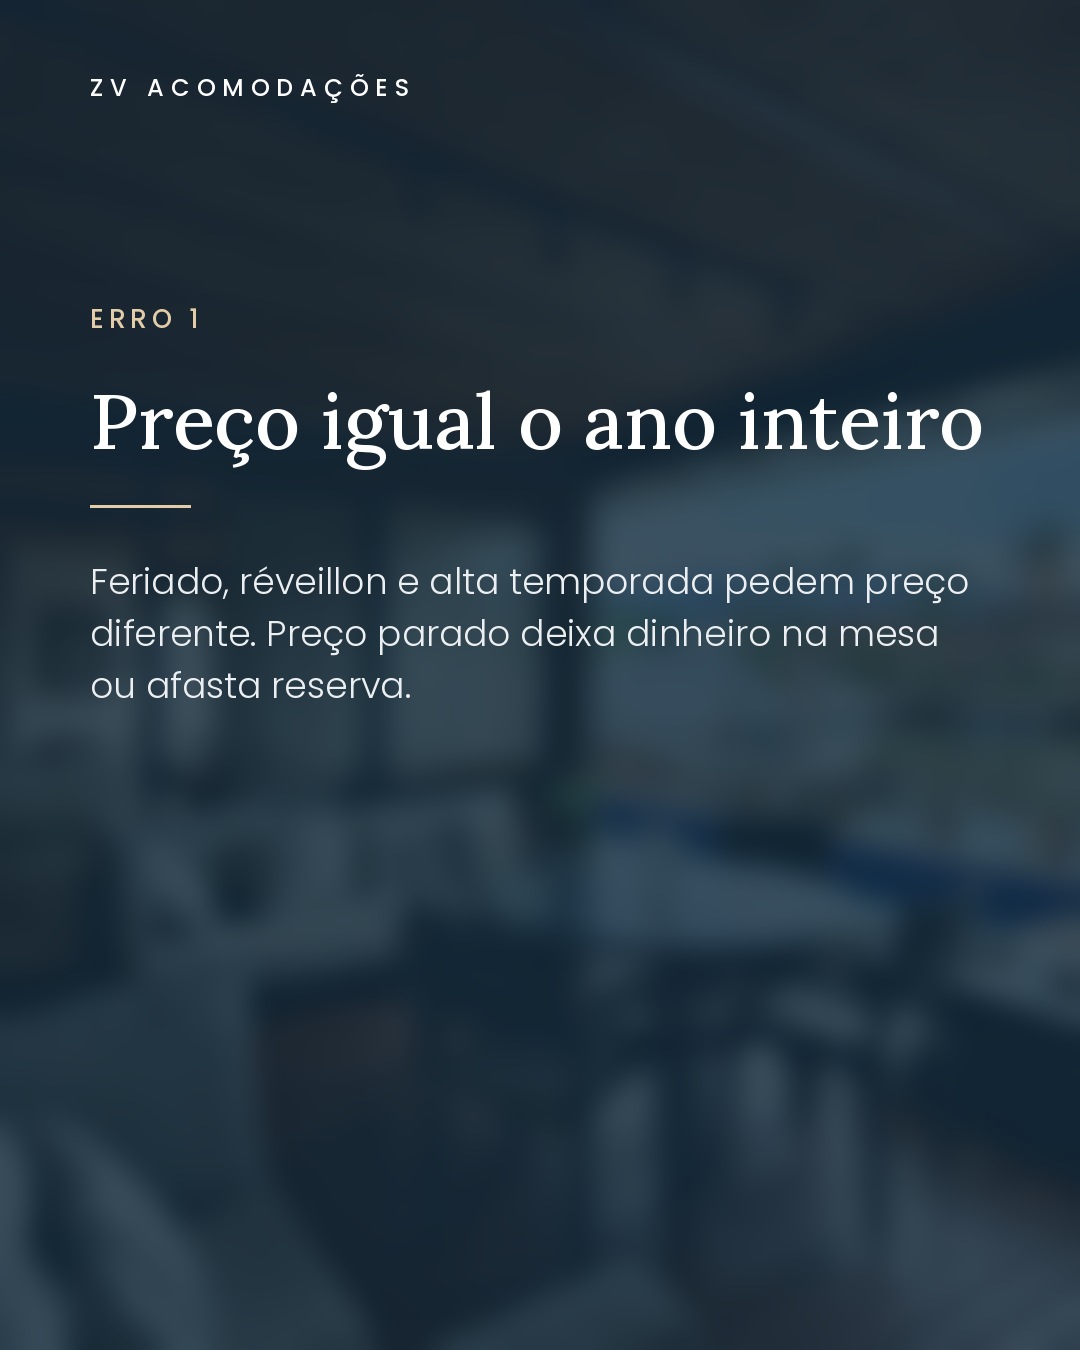 ZV ACOMODAÇÕES
ERRO 1
Preço igual o ano inteiro
Feriado, réveillon e alta temporada pedem preço
diferente. Preço parado deixa dinheiro na mesa
ou afasta reserva.